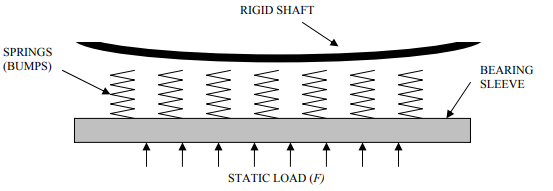 RIGID SHAFT
SPRINGS
(BUMPS)
BEARING
SLEEVE
STATIC LOAD (F)